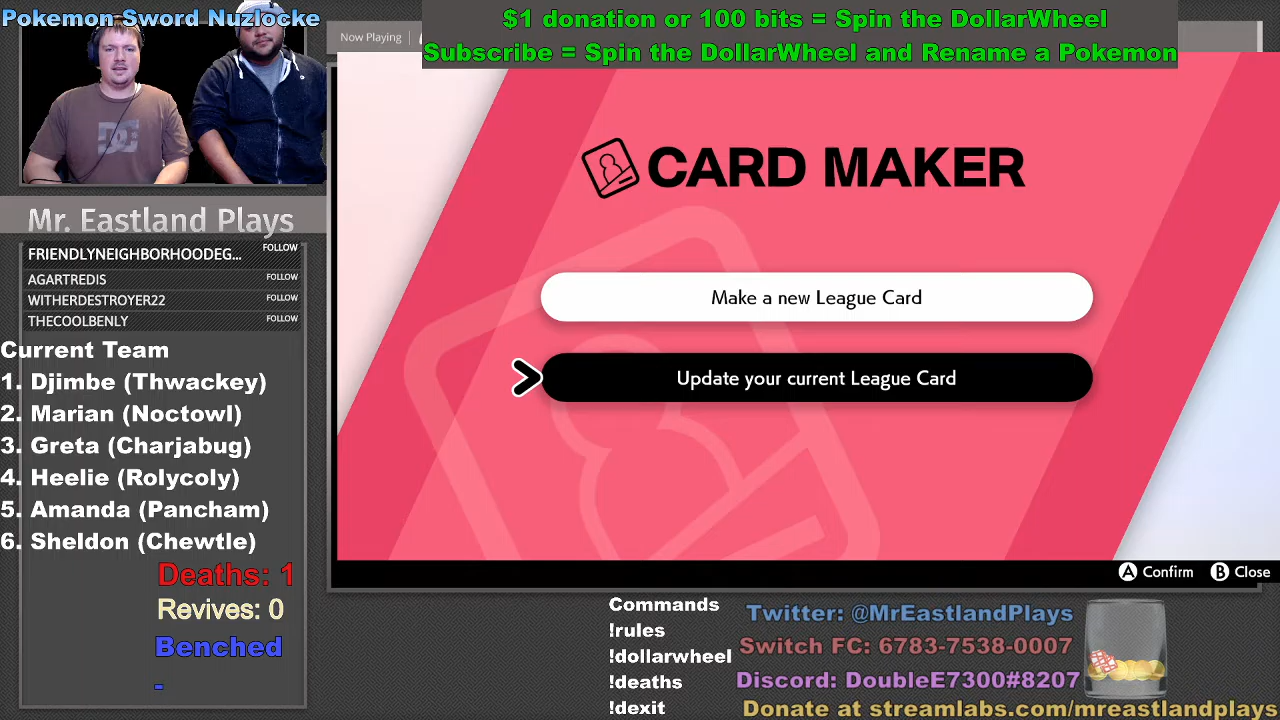 Pokemon Sword Nuzlocke
$1 donation or 100 bits = Spin the DollarWheel
Subscribe = Spin the DollarWheel and Rename a Pokemon
Now Playing
DC
CARD MAKER
Make a new League Card
Update your current League Card
Confirm
Close
Mr. Eastland Plays
FRIENDLYNEIGHBORHOODEG... FOLLOW
AGARTREDIS FOLLOW
WITHERDESTROYER22 FOLLOW
THECOOLBENLY FOLLOW
Current Team
1. Djimbe (Thwackey)
2. Marian (Noctowl)
3. Greta (Charjabug)
4. Heelie (Rolycoly)
5. Amanda (Pancham)
6. Sheldon (Chewtle)
Deaths: 1
Revives: 0
Benched
-
Commands
!rules
!dollarwheel
!deaths
!dexit
Twitter: @MrEastlandPlays
Switch FC: 6783-7538-0007
Discord: DoubleE7300#8207
Donate at streamlabs.com/mreastlandplays